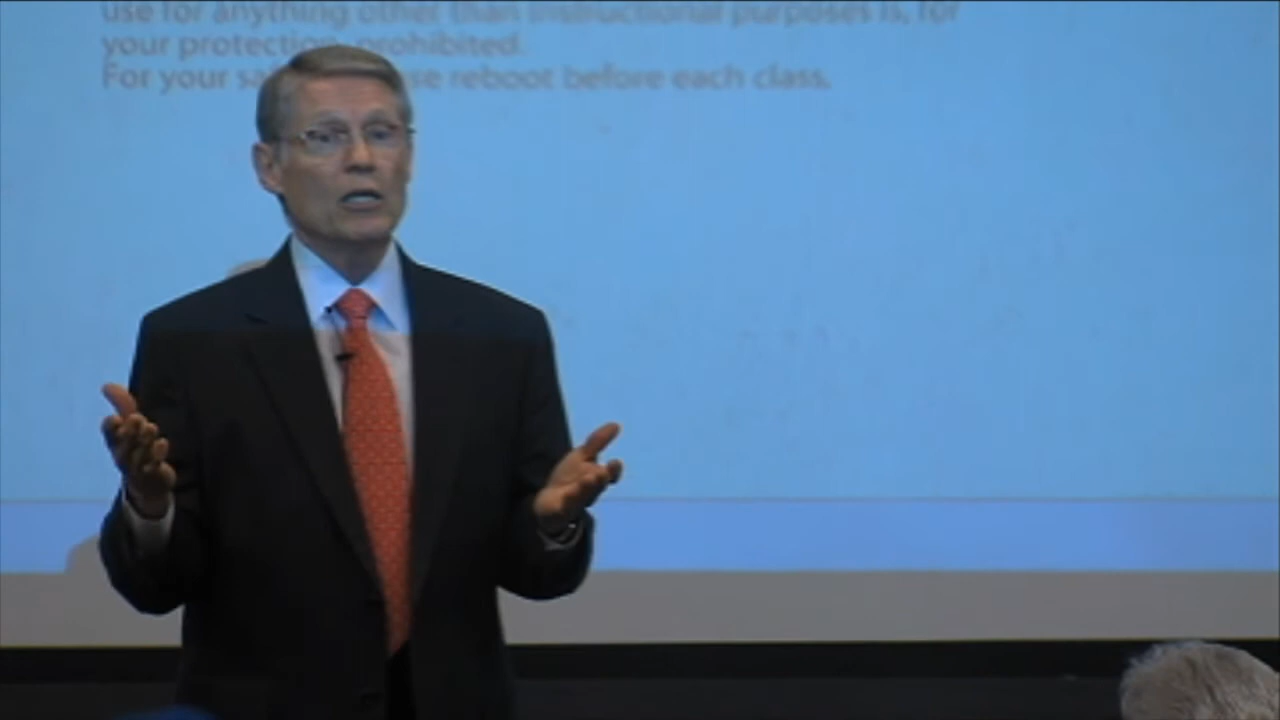 use for anything other than instructional purposes is, for
your protection, prohibited.
For your se reboot before each class.